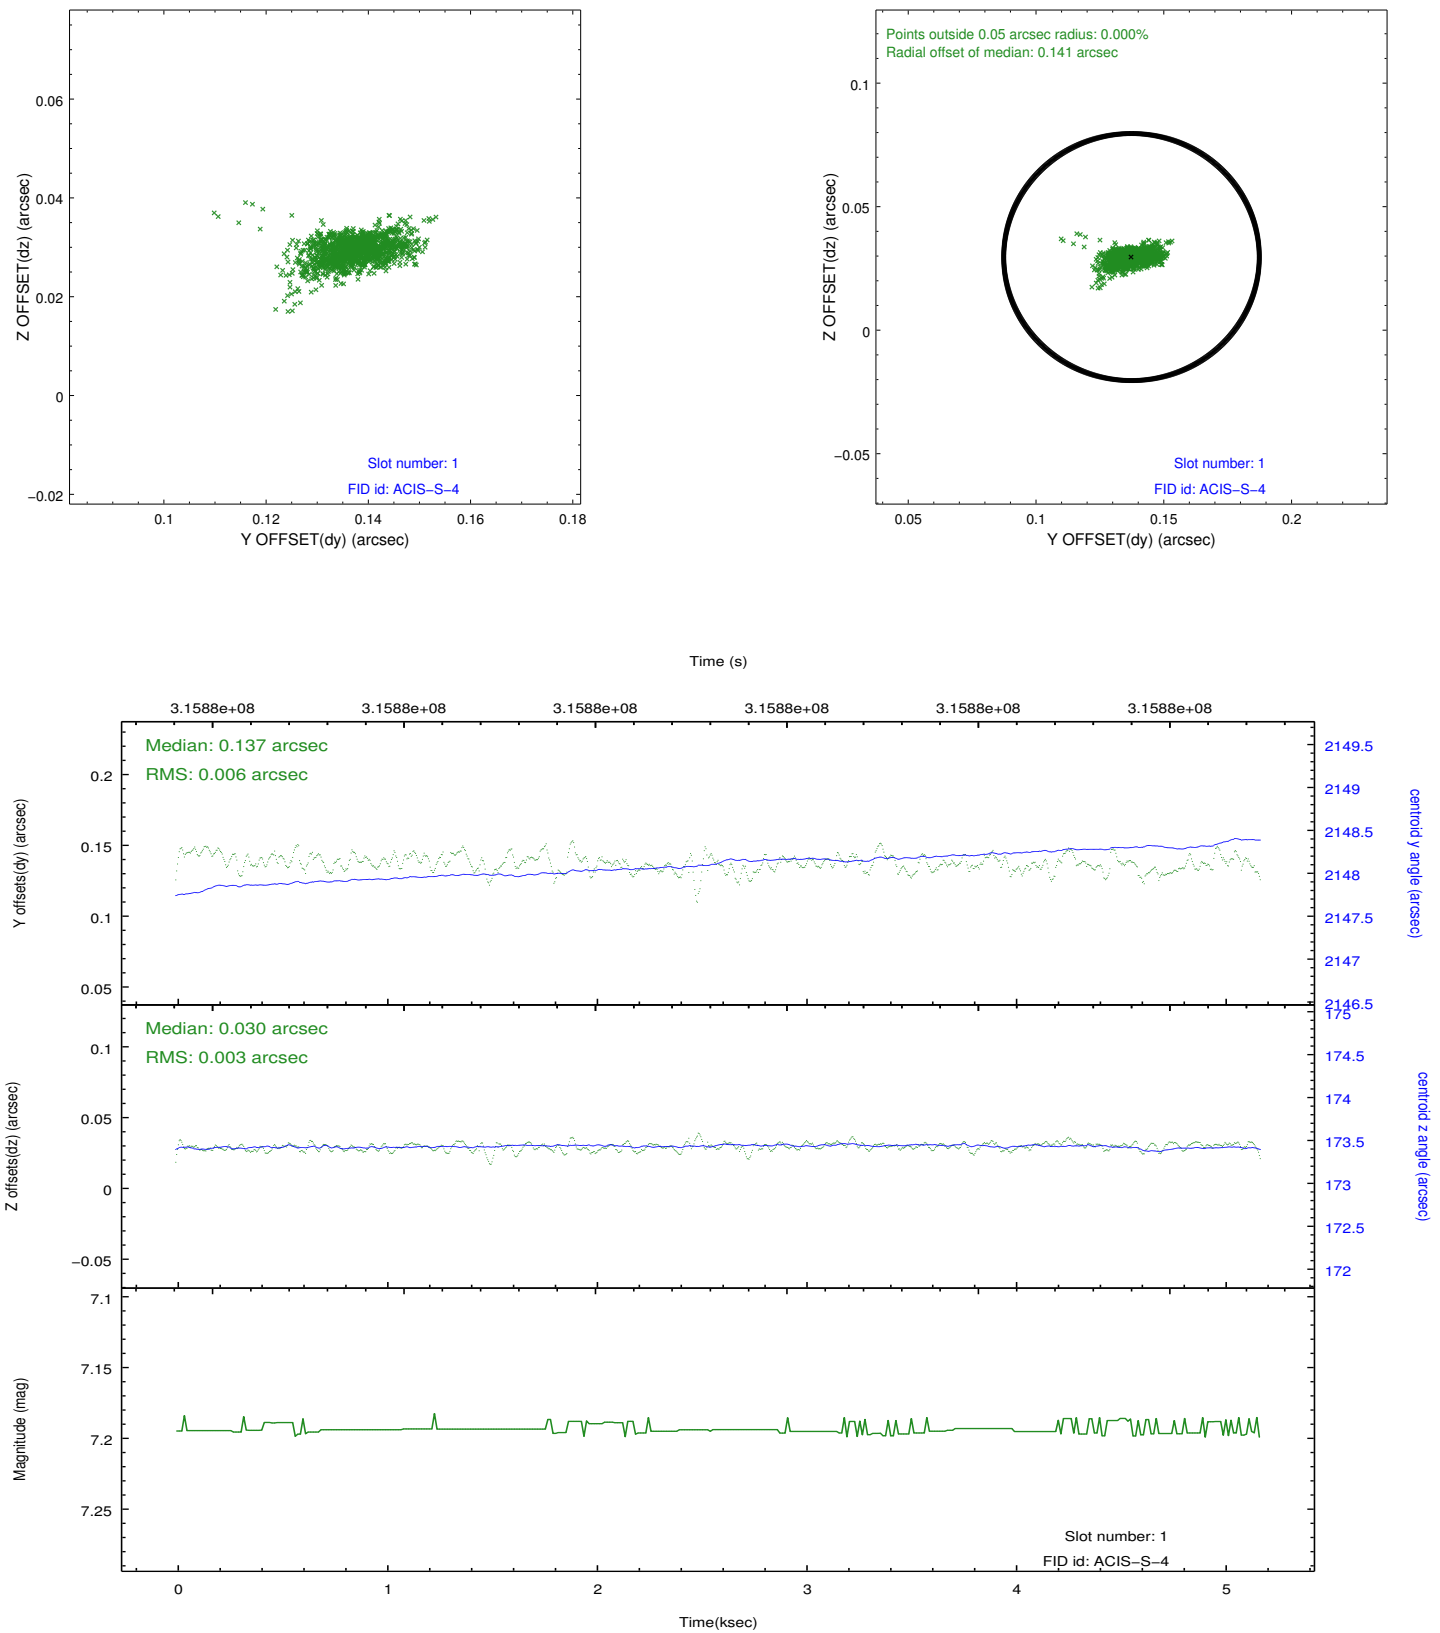 0.06
0.04
0.02
0
−0.02
Z OFFSET(dz) (arcsec)
Slot number: 1
FID id: ACIS−S−4
0.1 0.12 0.14 0.16 0.18
Y OFFSET(dy) (arcsec)
Points outside 0.05 arcsec radius: 0.000%
Radial offset of median: 0.141 arcsec
0.1
0.05
0
−0.05
Z OFFSET(dz) (arcsec)
Slot number: 1
FID id: ACIS−S−4
0.05 0.1 0.15 0.2
Y OFFSET(dy) (arcsec)
Time (s)
3.1588e+08 3.1588e+08 3.1588e+08 3.1588e+08 3.1588e+08 3.1588e+08
Median: 0.137 arcsec
RMS: 0.006 arcsec
0.2
0.15
0.1
0.05
Y offsets(dy) (arcsec)
2149.5
2149
2148.5
2148
2147.5
2147
2146.5
centroid y angle (arcsec)
Median: 0.030 arcsec
RMS: 0.003 arcsec
0.1
0.05
0
−0.05
Z offsets(dz) (arcsec)
175
174.5
174
173.5
173
172.5
172
centroid z angle (arcsec)
7.1
7.15
7.2
7.25
Magnitude (mag)
Slot number: 1
FID id: ACIS−S−4
0 1 2 3 4 5
Time(ksec)